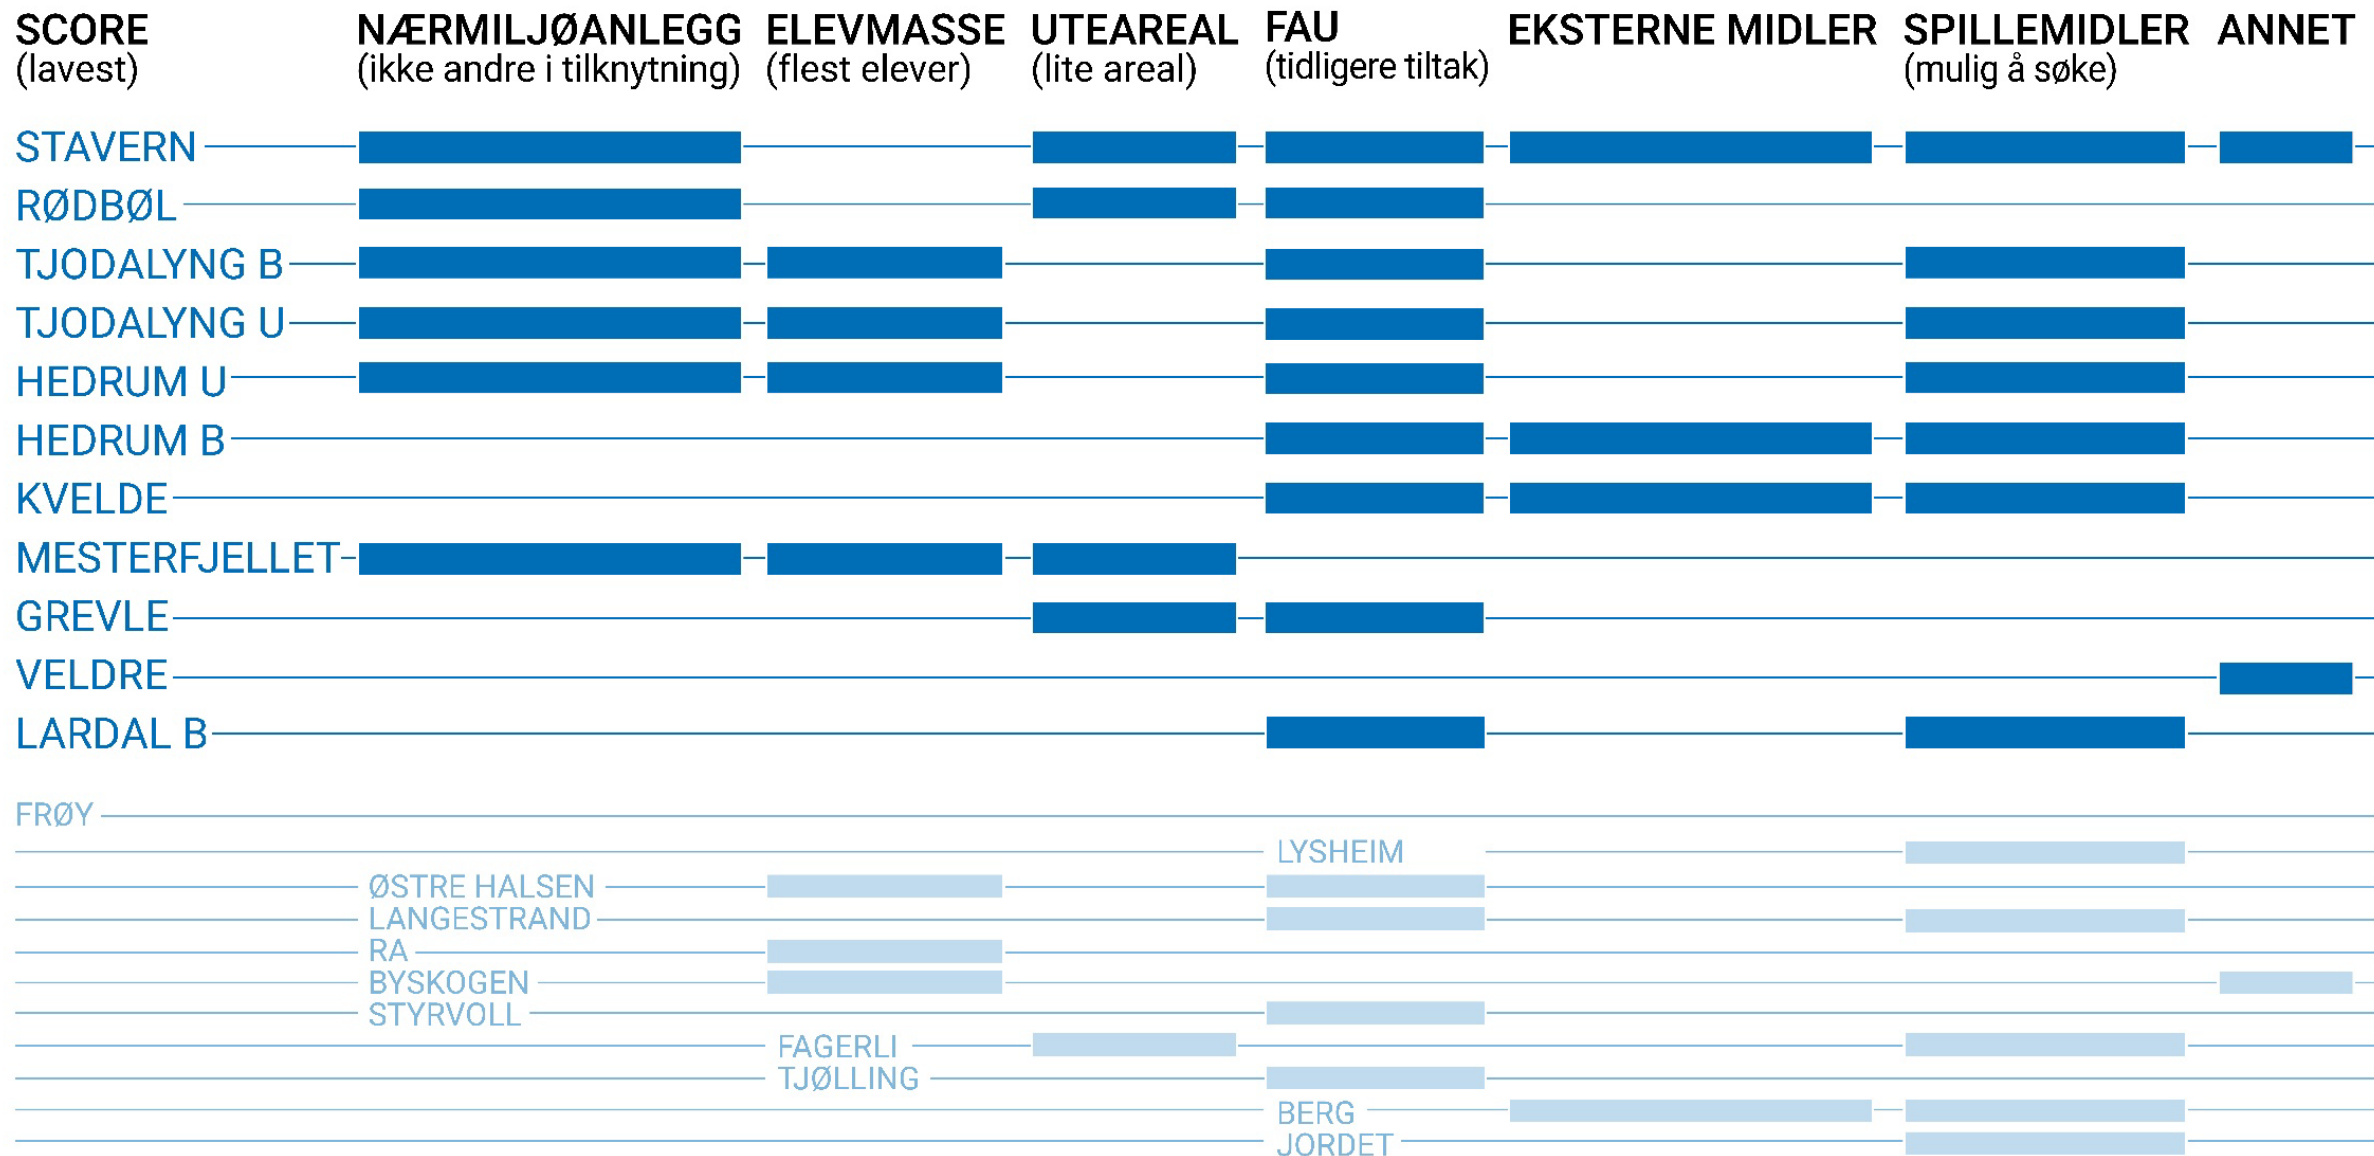 SCORE NÆRMILJØANLEGG ELEVMASSE UTEAREAL FAU EKSTERNE MIDLER SPILLEMIDLER ANNET
(lavest) (ikke andre i tilknytning) (flest elever) (lite areal) (tidligere tiltak) (mulig å søke)
STAVERN
RØDBØL
TJODALYNG B
TJODALYNG U
HEDRUM U
HEDRUM B
KVELDE
MESTERFJELLET
GREVLE
VELDRE
LARDAL B
FRØY
LYSHEIM
ØSTRE HALSEN
LANGESTRAND
RA
BYSKOGEN
STYRVOLL
FAGERLI
TJØLLING
BERG
JORDET